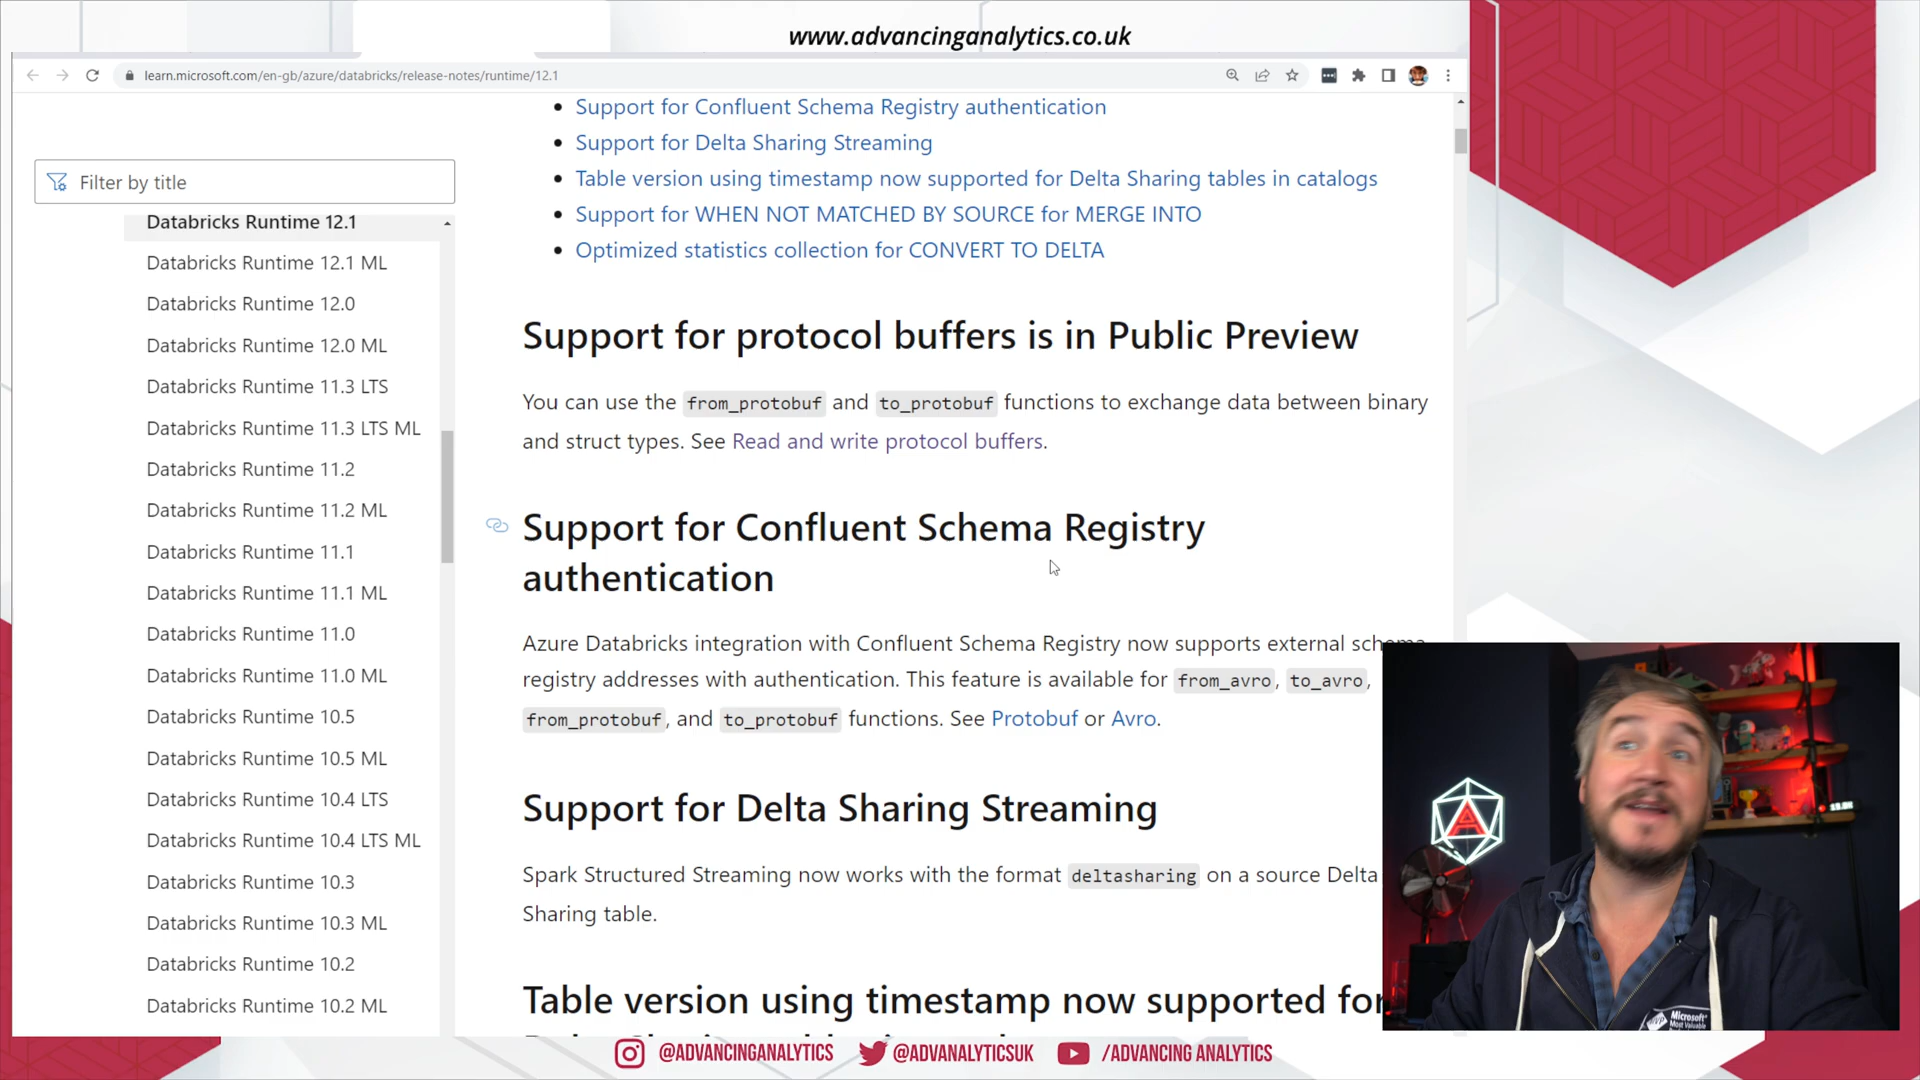 www.advancinganalytics.co.uk
learn.microsoft.com/en-gb/azure/databricks/release-notes/runtime/12.1
Filter by title
Databricks Runtime 12.1
Databricks Runtime 12.1 ML
Databricks Runtime 12.0
Databricks Runtime 12.0 ML
Databricks Runtime 11.3 LTS
Databricks Runtime 11.3 LTS ML
Databricks Runtime 11.2
Databricks Runtime 11.2 ML
Databricks Runtime 11.1
Databricks Runtime 11.1 ML
Databricks Runtime 11.0
Databricks Runtime 11.0 ML
Databricks Runtime 10.5
Databricks Runtime 10.5 ML
Databricks Runtime 10.4 LTS
Databricks Runtime 10.4 LTS ML
Databricks Runtime 10.3
Databricks Runtime 10.3 ML
Databricks Runtime 10.2
Databricks Runtime 10.2 ML
Support for Confluent Schema Registry authentication
Support for Delta Sharing Streaming
Table version using timestamp now supported for Delta Sharing tables in catalogs
Support for WHEN NOT MATCHED BY SOURCE for MERGE INTO
Optimized statistics collection for CONVERT TO DELTA
Support for protocol buffers is in Public Preview
You can use the from_protobuf and to_protobuf functions to exchange data between binary
and struct types. See Read and write protocol buffers.
Support for Confluent Schema Registry
authentication
Azure Databricks integration with Confluent Schema Registry now supports external schema
registry addresses with authentication. This feature is available for from_avro, to_avro,
from_protobuf, and to_protobuf functions. See Protobuf or Avro.
Support for Delta Sharing Streaming
Spark Structured Streaming now works with the format deltasharing on a source Delta
Sharing table.
Table version using timestamp now supported for
A
Microsoft
Most Valuable
@ADVANCINGANALYTICS
@ADVANALYTICSUK
/ADVANCING ANALYTICS